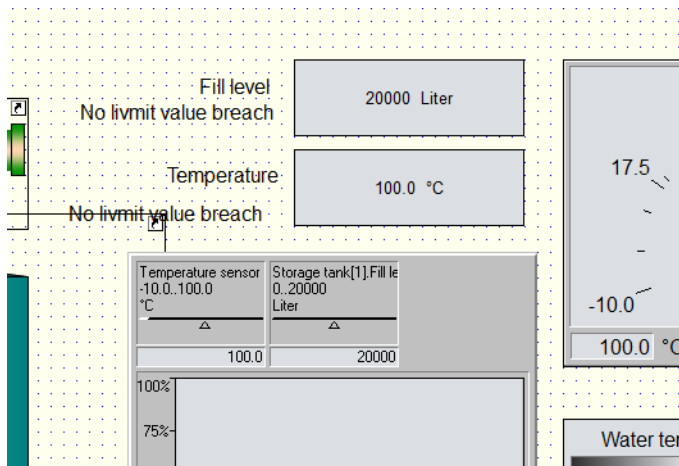 Fill level
No livmit value breach
20000 Liter
Temperature
No livmit value breach
100.0 °C
17.5
-10.0
100.0 °C
Temperature sensor
-10.0..100.0
°C
100.0
Storage tank[1].Fill le
0..20000
Liter
20000
100%
75%
Water ter